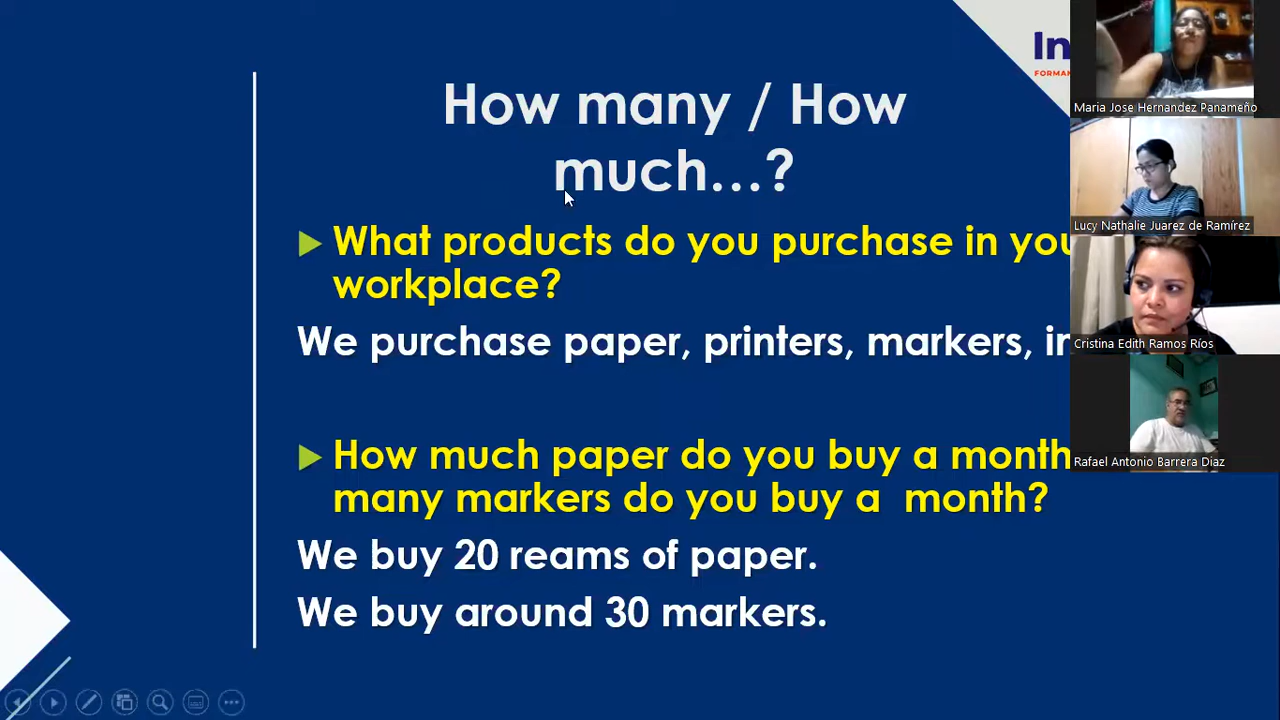 How many / How
much…?
What products do you purchase in you
workplace?
We purchase paper, printers, markers, in
How much paper do you buy a month
many markers do you buy a month?
We buy 20 reams of paper.
We buy around 30 markers.
In
FORMAN
Maria Jose Hernandez Panameño
Lucy Nathalie Juarez de Ramírez
Cristina Edith Ramos Ríos
Rafael Antonio Barrera Diaz